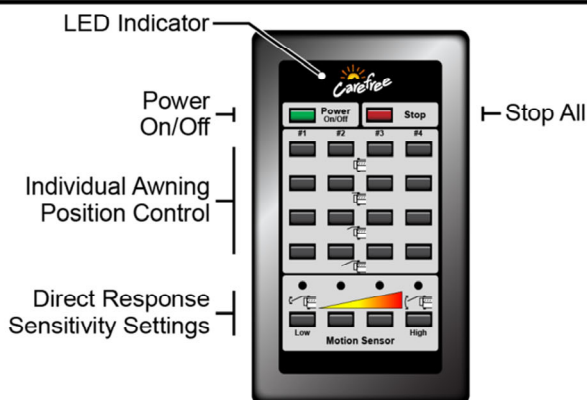 LED Indicator
Carefree
Power
On/Off
Power
On/Off
Stop
Stop All
#1 #2 #3 #4
Individual Awning
Position Control
Direct Response
Sensitivity Settings
Low
High
Motion Sensor